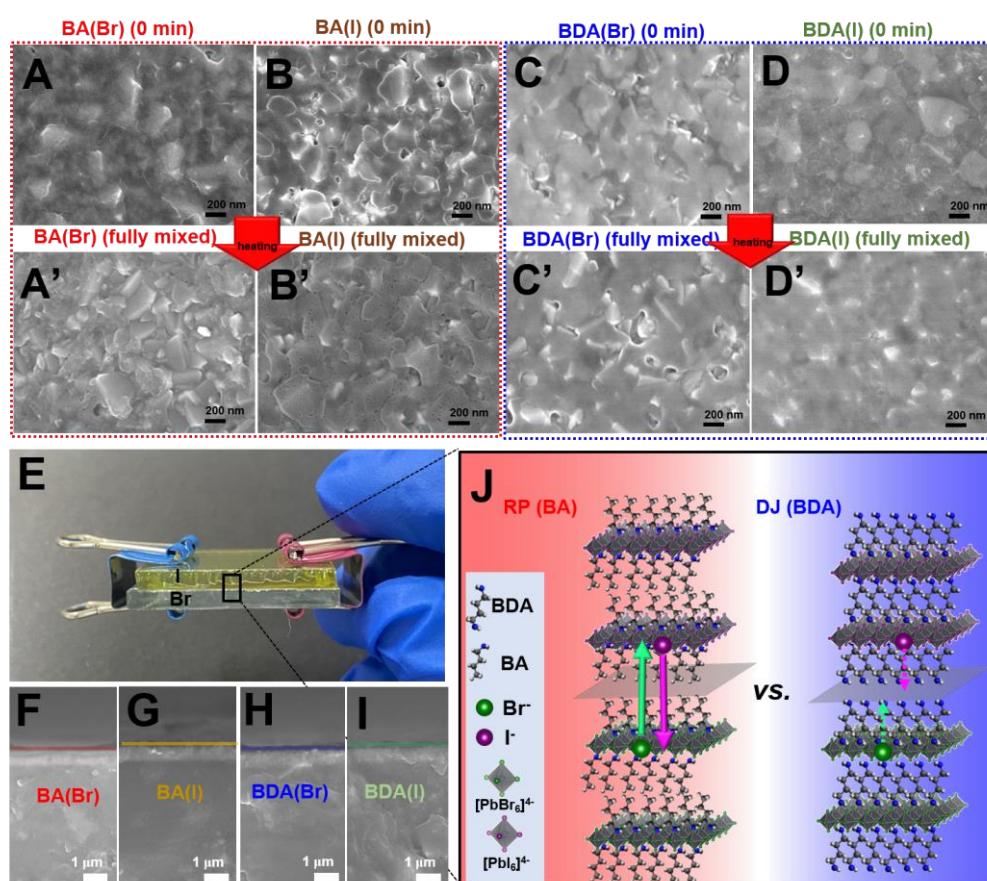 BA(Br) (0 min)
BA(I) (0 min)
BDA(Br) (0 min)
BDA(I) (0 min)
A
B
C
D
200 nm
200 nm
200 nm
200 nm
BA(Br) (fully mixed)
heating
BA(I) (fully mixed)
BDA(Br) (fully mixed)
heating
BDA(I) (fully mixed)
A'
B'
C'
D'
200 nm
200 nm
200 nm
200 nm
E
I
Br
J
RP (BA)
DJ (BDA)
BDA
BA
Br⁻
I⁻
[PbBr₆]⁴⁻
[PbI₆]⁴⁻
vs.
F
G
H
I
BA(Br)
BA(I)
BDA(Br)
BDA(I)
1 μm
1 μm
1 μm
1 μm